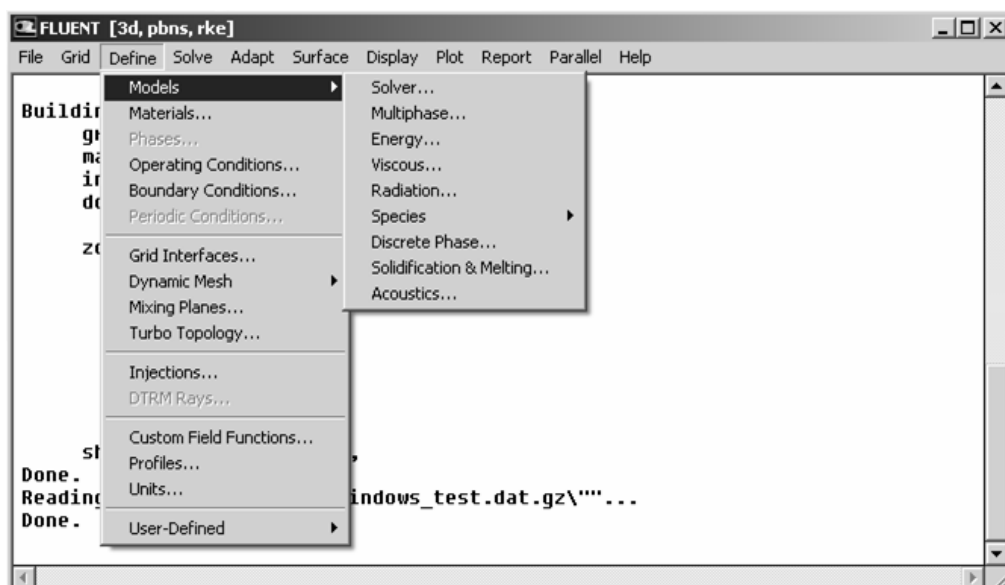 FLUENT [3d, pbns, rke]
File Grid Define Solve Adapt Surface Display Plot Report Parallel Help
Models
Materials...
Phases...
Operating Conditions...
Boundary Conditions...
Periodic Conditions...
Grid Interfaces...
Dynamic Mesh
Mixing Planes...
Turbo Topology...
Injections...
DTRM Rays...
Custom Field Functions...
Profiles...
Units...
User-Defined
Solver...
Multiphase...
Energy...
Viscous...
Radiation...
Species
Discrete Phase...
Solidification & Melting...
Acoustics...
Done.
Reading indows_test.dat.gz\""...
Done.